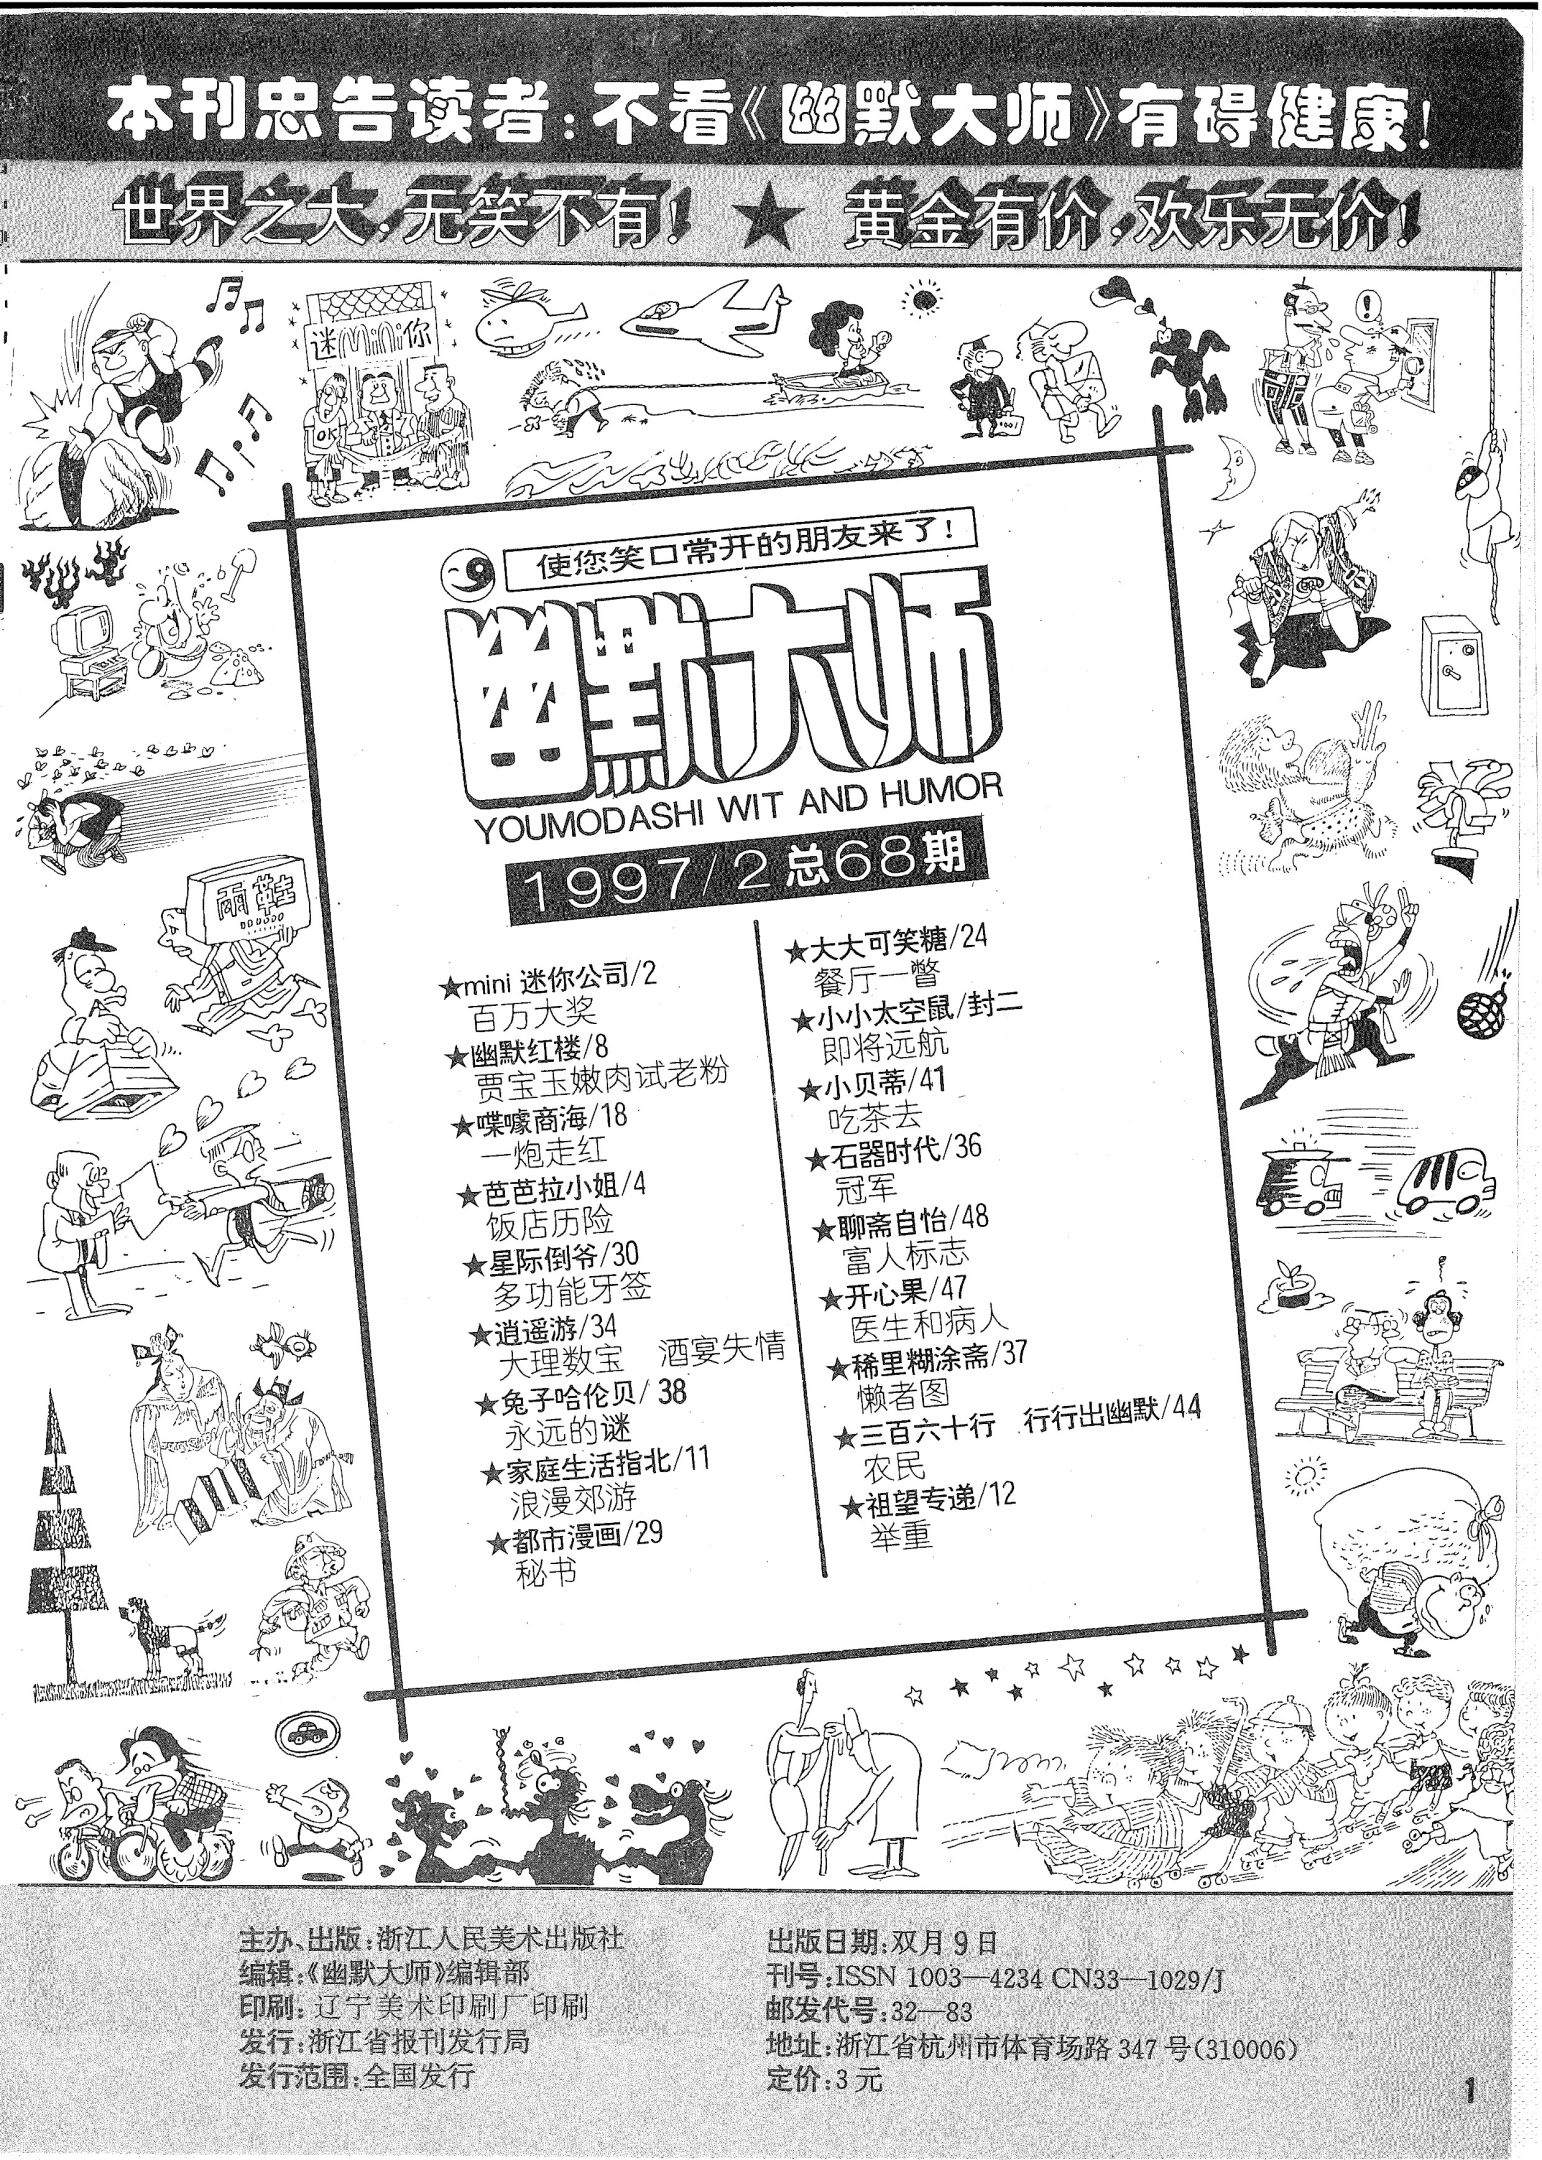 本刊忠告读者:不看《幽默大师》有碍健康!
世界之大,无笑不有! ★ 黄金有价,欢乐无价!
迷mini你
OK
!
使您笑口常开的朋友来了!
幽默大师
YOUMODASHI WIT AND HUMOR
1997/2总68期
雨鞋
★mini 迷你公司/2
百万大奖
★幽默红楼/8
贾宝玉嫩肉试老粉
★喋噱商海/18
一炮走红
★芭芭拉小姐/4
饭店历险
★星际倒爷/30
多功能牙签
★逍遥游/34
大理数宝 酒宴失情
★兔子哈伦贝/38
永远的谜
★家庭生活指北/11
浪漫郊游
★都市漫画/29
秘书
★大大可笑糖/24
餐厅一瞥
★小小太空鼠/封二
即将远航
★小贝蒂/41
吃茶去
★石器时代/36
冠军
★聊斋自怡/48
富人标志
★开心果/47
医生和病人
★稀里糊涂斋/37
懒者图
★三百六十行 行行出幽默/44
农民
★祖望专递/12
举重
主办、出版:浙江人民美术出版社
编辑:《幽默大师》编辑部
印刷:辽宁美术印刷厂印刷
发行:浙江省报刊发行局
发行范围:全国发行
出版日期:双月9日
刊号:ISSN 1003—4234 CN33—1029/J
邮发代号:32—83
地址:浙江省杭州市体育场路347号(310006)
定价:3元
1